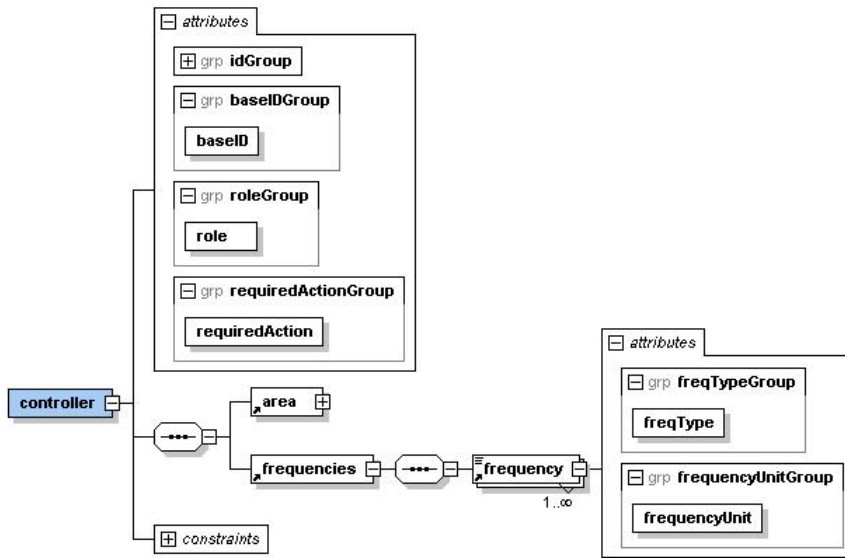 attributes
grp idGroup
grp baseIDGroup
baseID
grp roleGroup
role
grp requiredActionGroup
requiredAction
controller
area
frequencies
frequency
1..∞
attributes
grp freqTypeGroup
freqType
grp frequencyUnitGroup
frequencyUnit
constraints